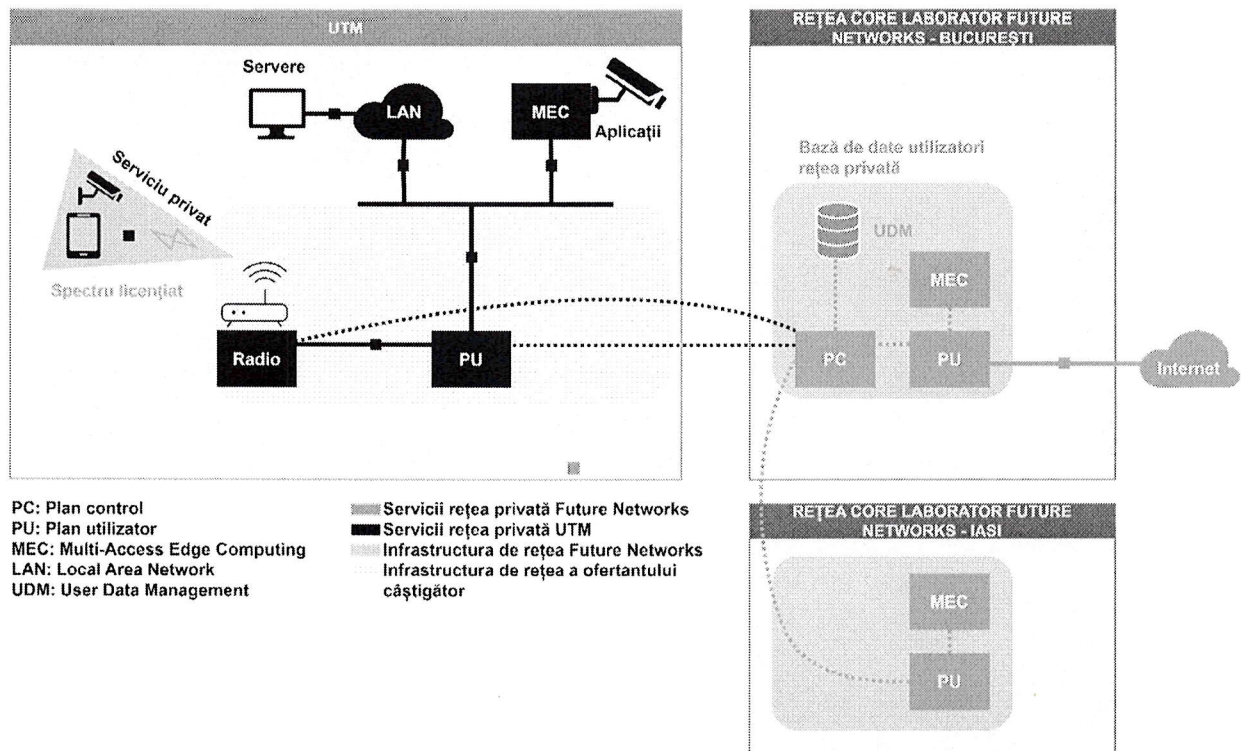 UTM
Servere
LAN
MEC
Aplicații
Serviciu privat
Spectru licențiat
Radio
PU
REȚEA CORE LABORATOR FUTURE
NETWORKS - BUCUREȘTI
Bază de date utilizatori
rețea privată
UDM
MEC
PC
PU
Internet
PC: Plan control
PU: Plan utilizator
MEC: Multi-Access Edge Computing
LAN: Local Area Network
UDM: User Data Management
Servicii rețea privată Future Networks
Servicii rețea privată UTM
Infrastructura de rețea Future Networks
Infrastructura de rețea a ofertantului
câștigător
REȚEA CORE LABORATOR FUTURE
NETWORKS - IASI
MEC
PU